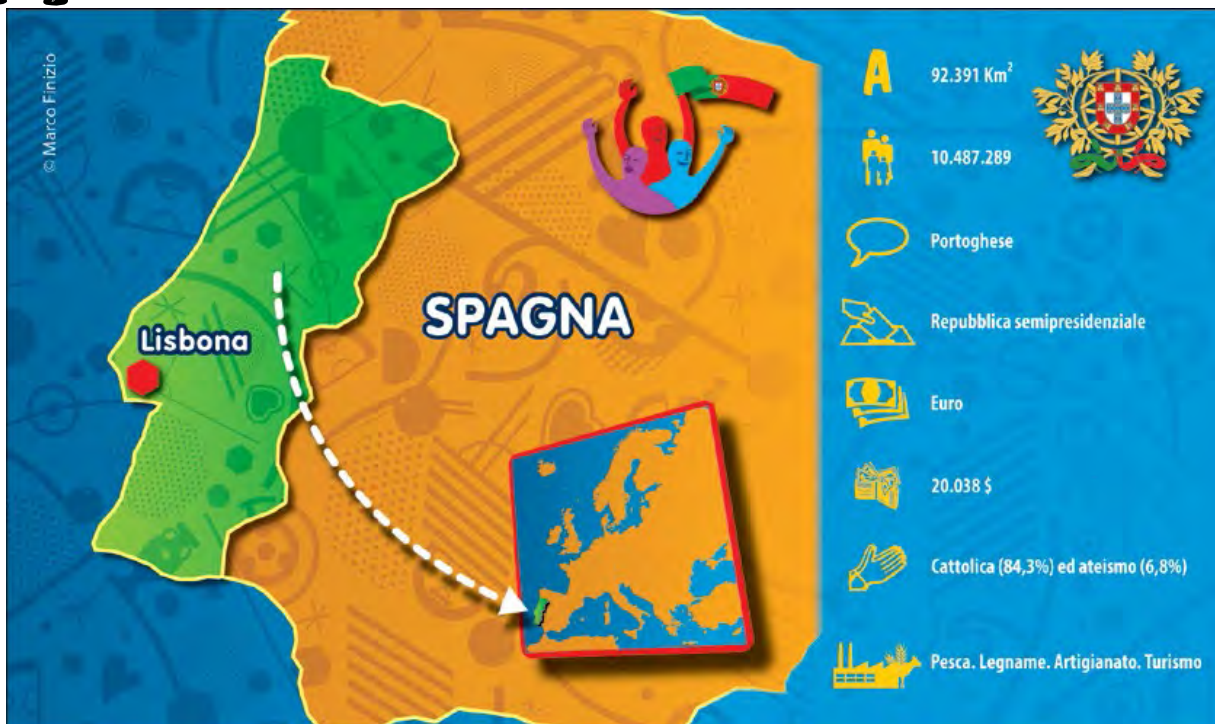 © Marco Finizio
Lisbona
SPAGNA
A
92.391 Km²
10.487.289
Portoghese
Repubblica semipresidenziale
Euro
20.038 $
Cattolica (84,3%) ed ateismo (6,8%)
Pesca. Legname. Artigianato. Turismo